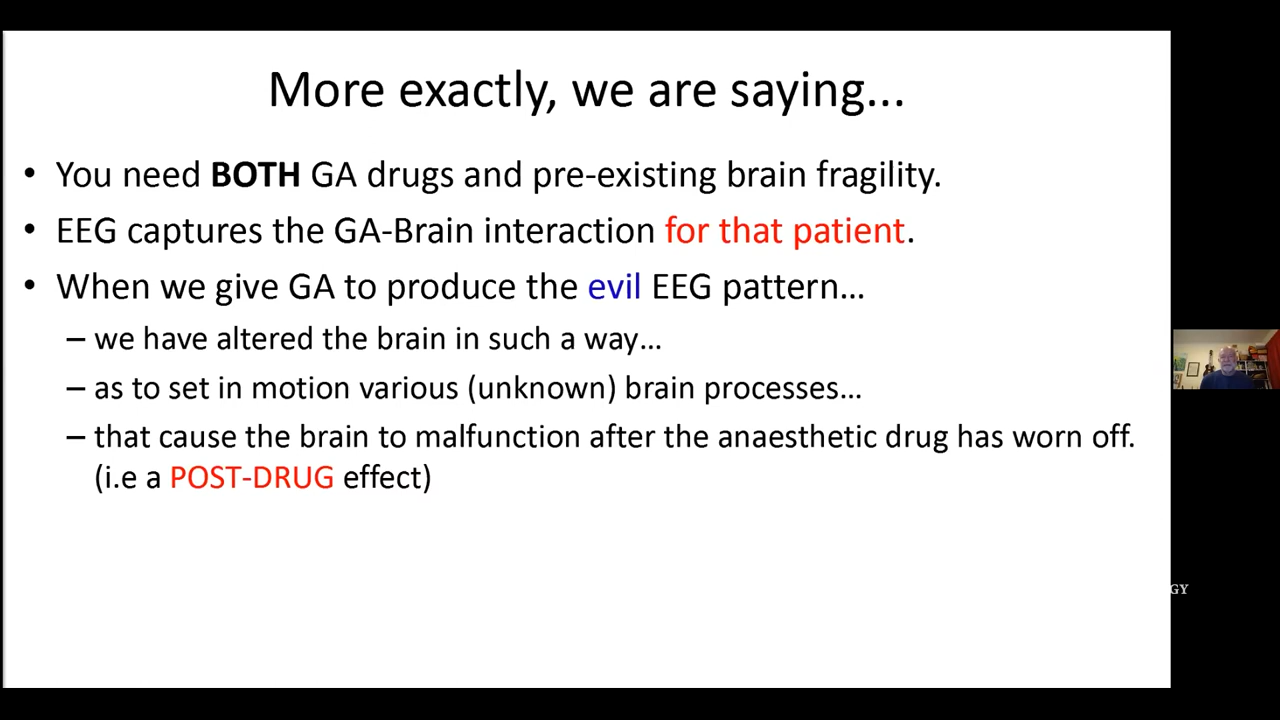 More exactly, we are saying...
• You need BOTH GA drugs and pre-existing brain fragility.
• EEG captures the GA-Brain interaction for that patient.
• When we give GA to produce the evil EEG pattern...
– we have altered the brain in such a way...
– as to set in motion various (unknown) brain processes...
– that cause the brain to malfunction after the anaesthetic drug has worn off.
(i.e a POST-DRUG effect)
GY